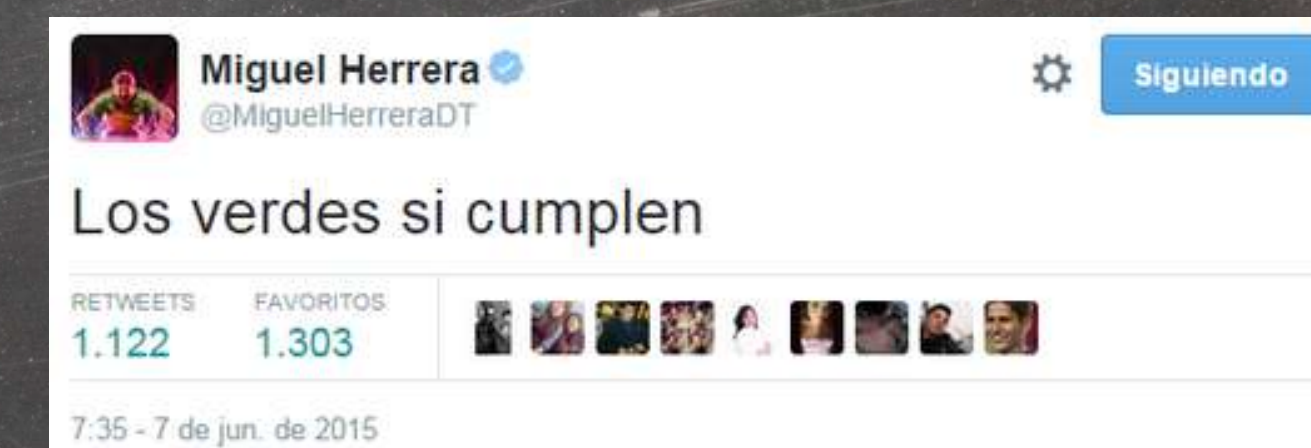 Miguel Herrera
@MiguelHerreraDT
Siguiendo
Los verdes si cumplen
RETWEETS FAVORITOS
1.122 1.303
7:35 - 7 de jun. de 2015